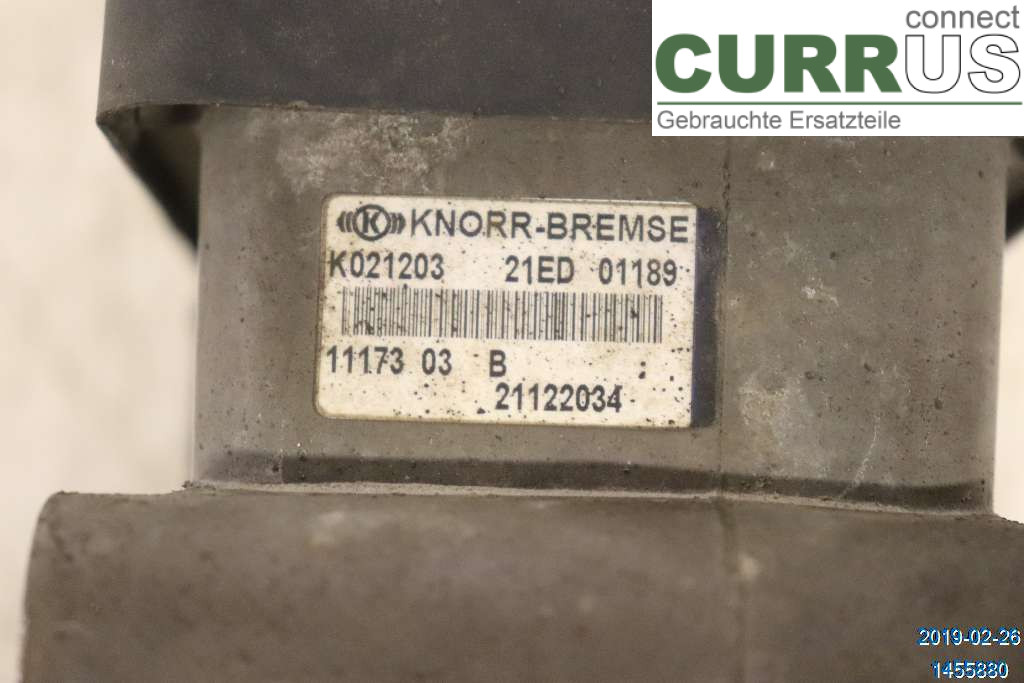 connect
CURRUS
Gebrauchte Ersatzteile
K KNORR-BREMSE
K021203 21ED 01189
11173 03 B :
21122034
2019-02-26
1455880